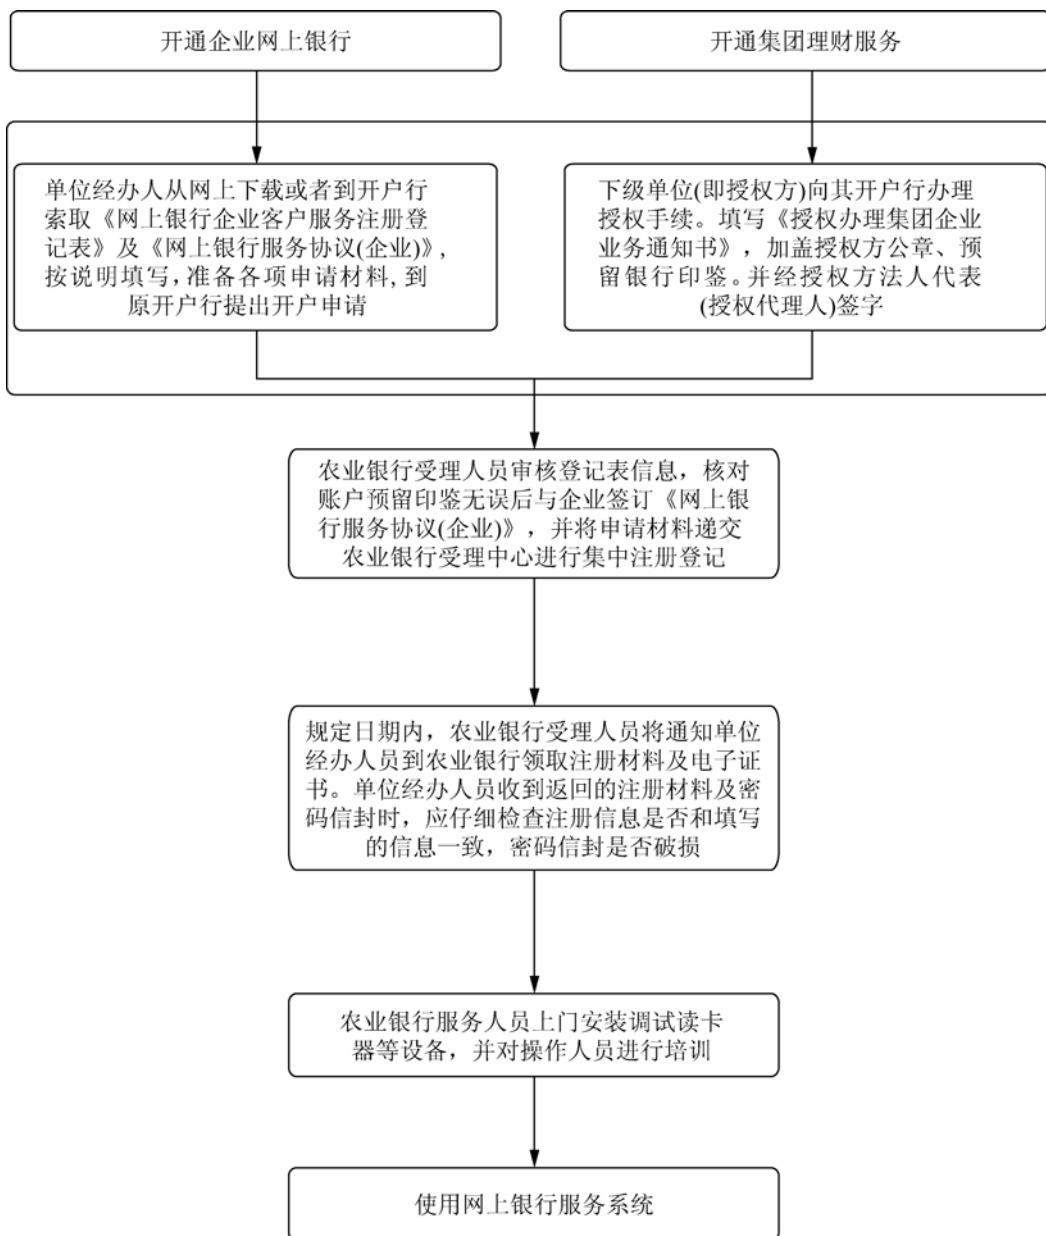 开通企业网上银行
开通集团理财服务
单位经办人从网上下载或者到开户行
索取《网上银行企业客户服务注册登
记表》及《网上银行服务协议(企业)》,
按说明填写，准备各项申请材料, 到
原开户行提出开户申请
下级单位(即授权方)向其开户行办理
授权手续。填写《授权办理集团企业
业务通知书》，加盖授权方公章、预
留银行印鉴。并经授权方法人代表
(授权代理人)签字
农业银行受理人员审核登记表信息，核对
账户预留印鉴无误后与企业签订《网上银
行服务协议(企业)》，并将申请材料递交
农业银行受理中心进行集中注册登记
规定日期内，农业银行受理人员将通知单位
经办人员到农业银行领取注册材料及电子证
书。单位经办人员收到返回的注册材料及密
码信封时，应仔细检查注册信息是否和填写
的信息一致，密码信封是否破损
农业银行服务人员上门安装调试读卡
器等设备，并对操作人员进行培训
使用网上银行服务系统